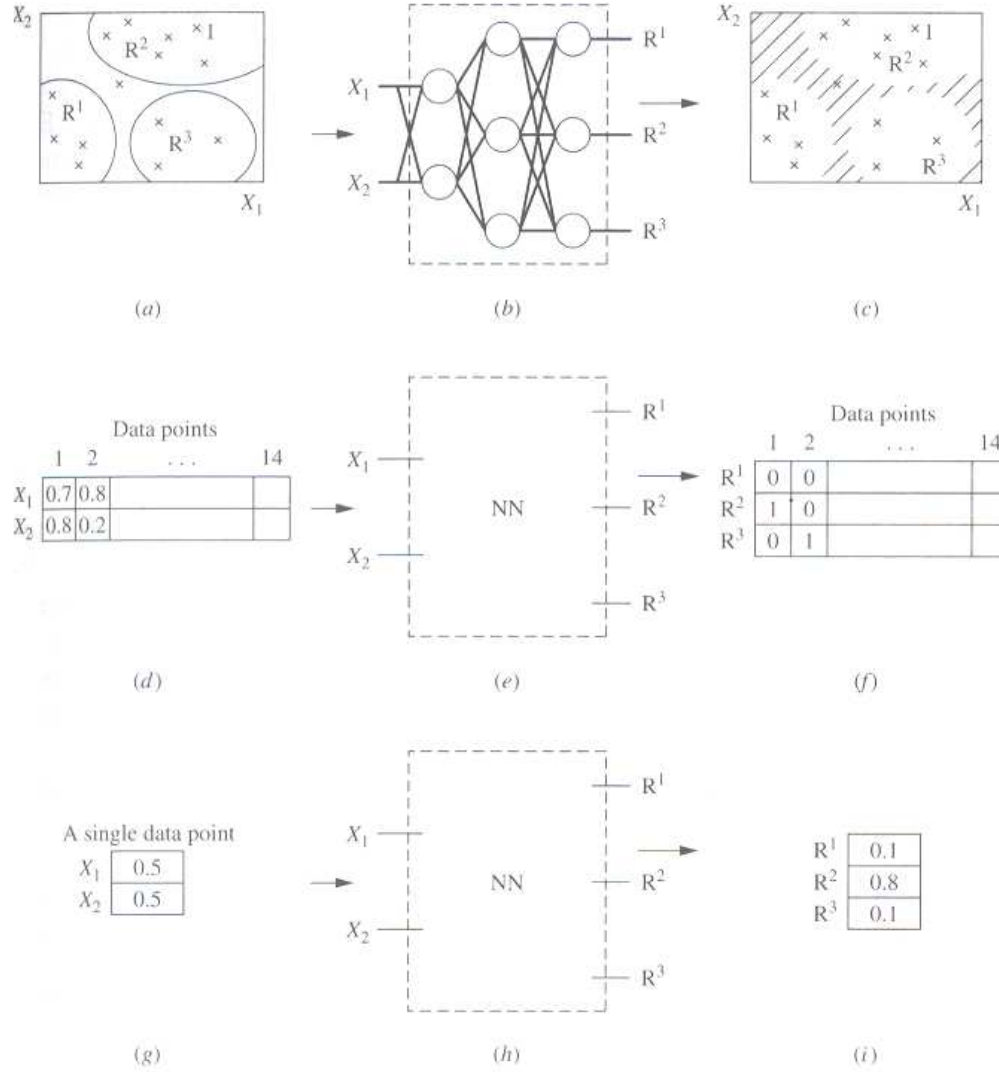 X₂ R² 1 R¹ R³ X₁
X₁ X₂ R¹ R² R³
X₂ 1 R² R¹ R³ X₁
(a) (b) (c)
Data points
1 2 ... 14
X₁ 0.7 0.8
X₂ 0.8 0.2
X₁
X₂
NN
R¹
R²
R³
Data points
1 2 ... 14
R¹ 0 0
R² 1 0
R³ 0 1
(d) (e) (f)
A single data point
X₁ 0.5
X₂ 0.5
X₁
X₂
NN
R¹
R²
R³
R¹ 0.1
R² 0.8
R³ 0.1
(g) (h) (i)